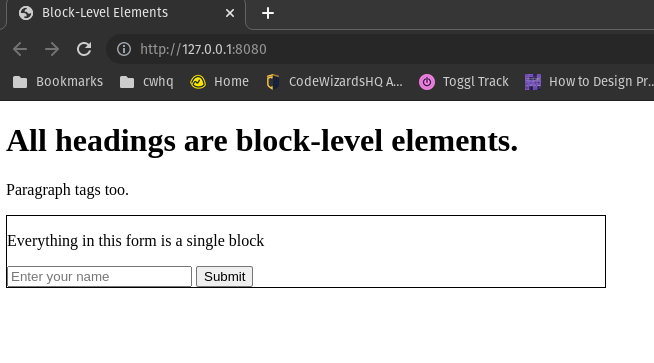 Block-Level Elements
http://127.0.0.1:8080
Bookmarks cwhq Home CodeWizardsHQ A... Toggl Track How to Design Pr...
All headings are block-level elements.
Paragraph tags too.
Everything in this form is a single block
Enter your name Submit